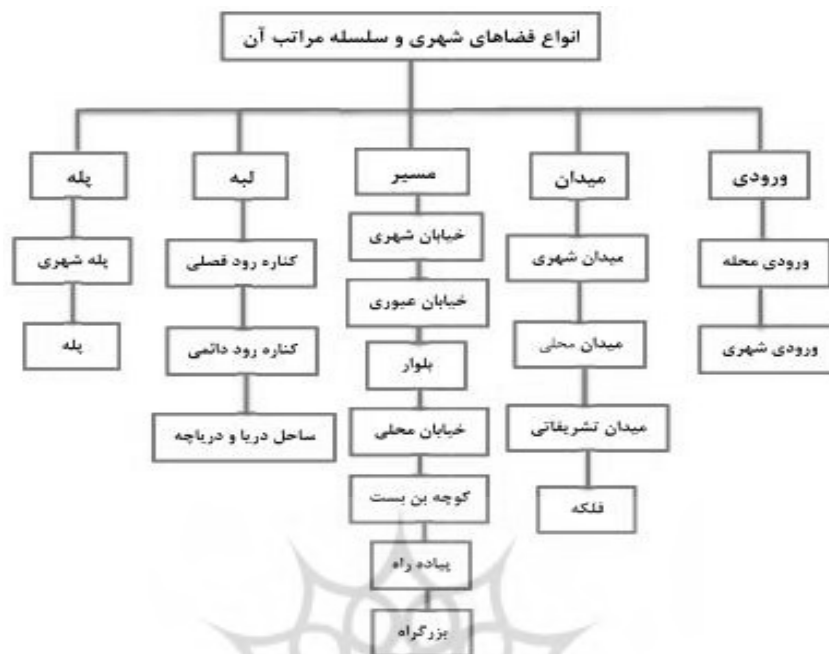 انواع فضاهای شهری و سلسله مراتب آن
ورودی
ورودی محله
ورودی شهری
میدان
میدان شهری
میدان محلی
میدان تشریفاتی
فلکه
مسیر
خیابان شهری
خیابان عبوری
بلوار
خیابان محلی
کوچه بن بست
پیاده راه
بزرگراه
لبه
کناره رود فصلی
کناره رود دائمی
ساحل دریا و دریاچه
پله
پله شهری
پله